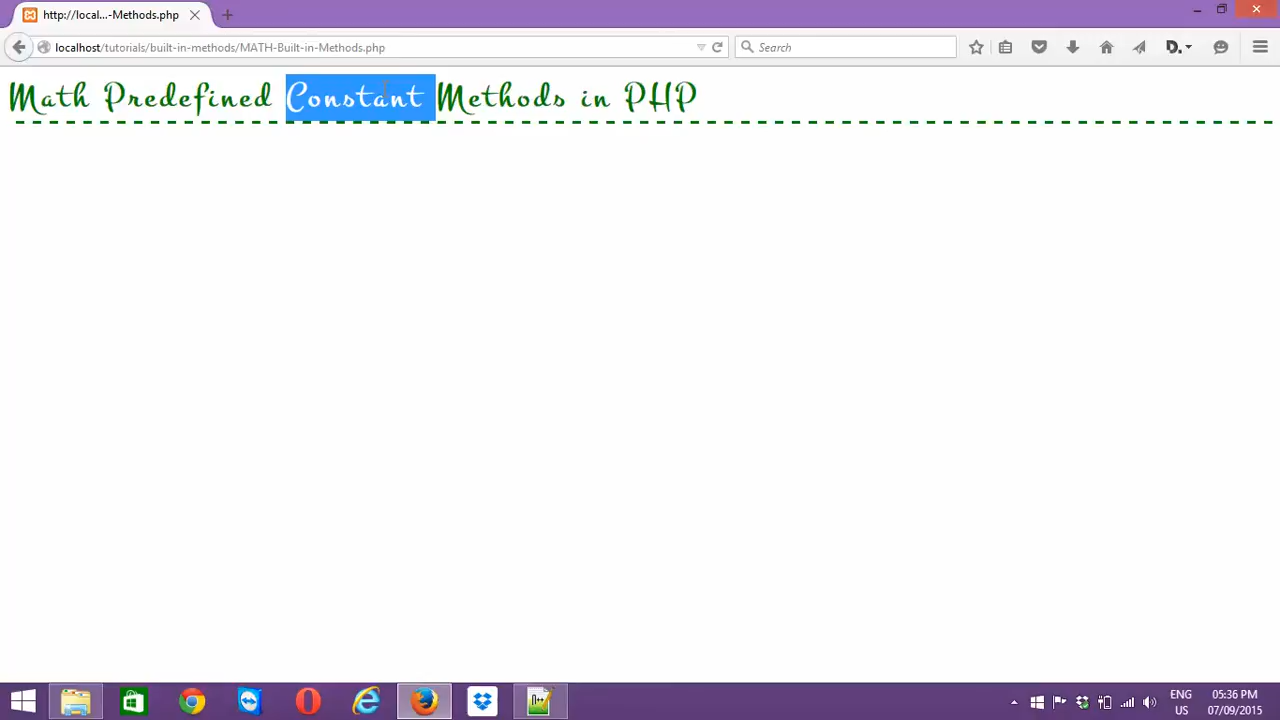 http://local...-Methods.php
localhost/tutorials/built-in-methods/MATH-Built-in-Methods.php
Search
D.
Math Predefined Constant Methods in PHP
ENG
US
05:36 PM
07/09/2015